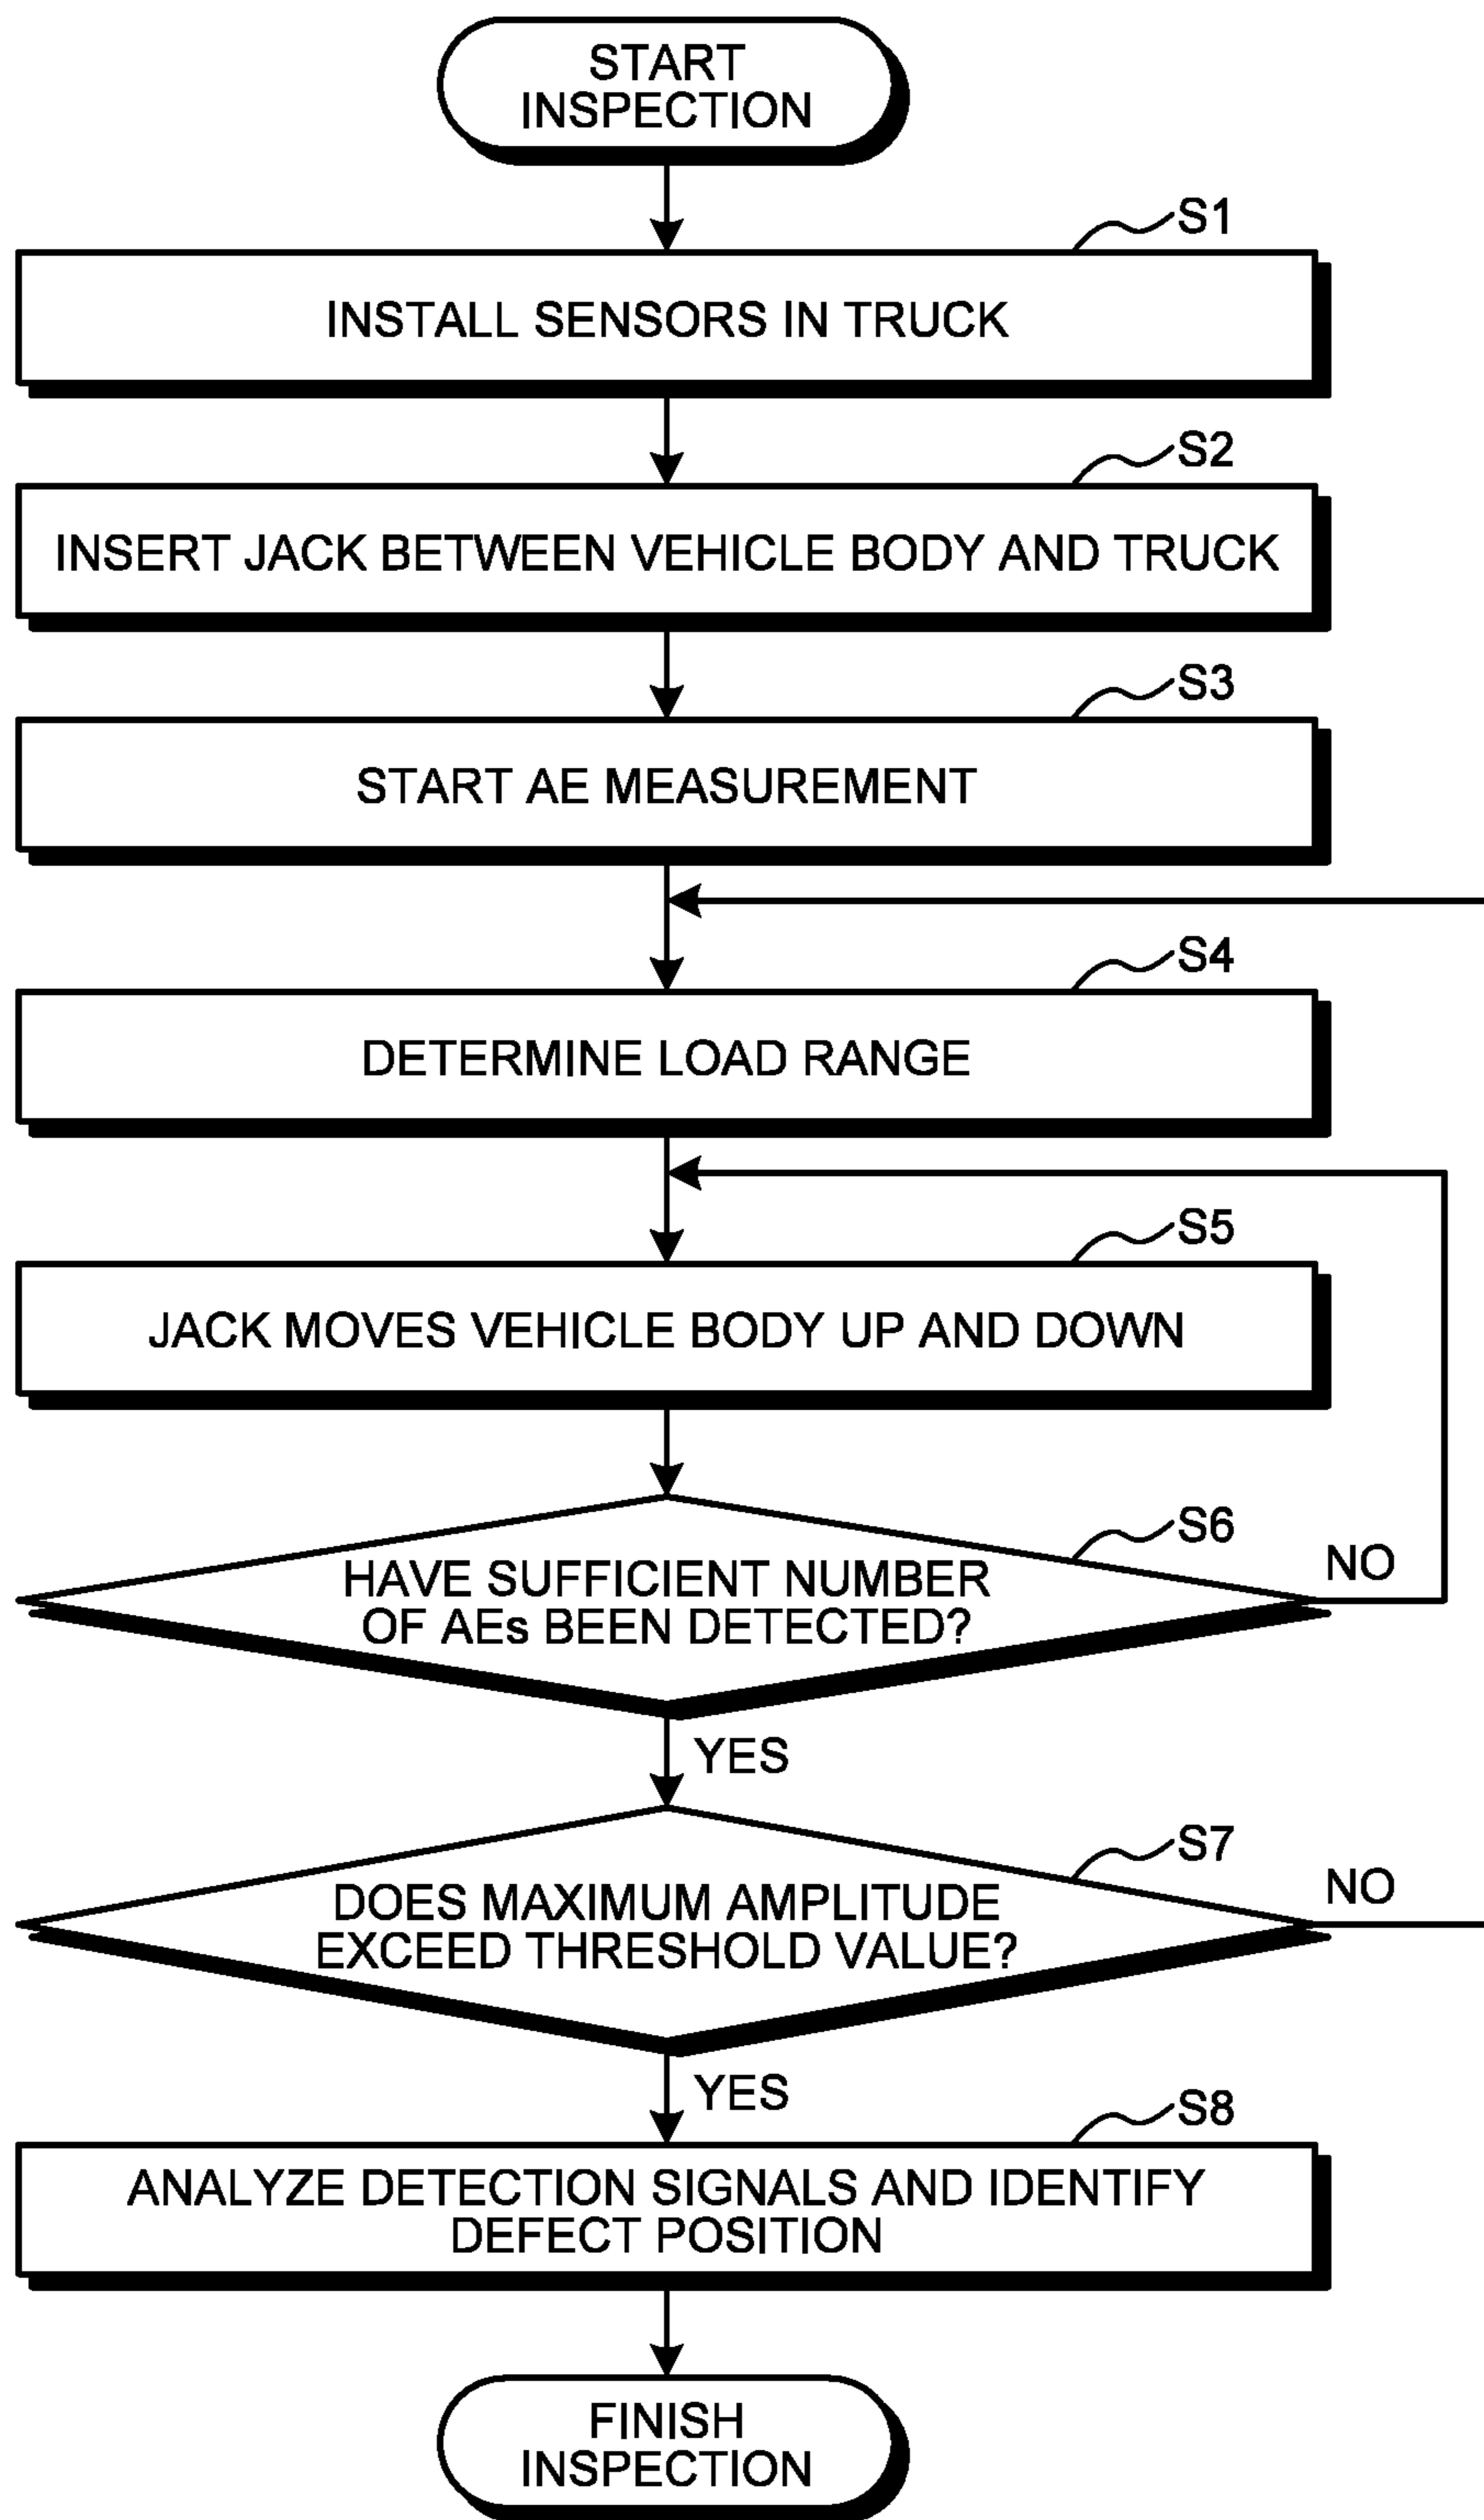 START
INSPECTION
S1
INSTALL SENSORS IN TRUCK
S2
INSERT JACK BETWEEN VEHICLE BODY AND TRUCK
S3
START AE MEASUREMENT
S4
DETERMINE LOAD RANGE
S5
JACK MOVES VEHICLE BODY UP AND DOWN
S6
HAVE SUFFICIENT NUMBER
OF AEs BEEN DETECTED?
NO
YES
S7
DOES MAXIMUM AMPLITUDE
EXCEED THRESHOLD VALUE?
NO
YES
S8
ANALYZE DETECTION SIGNALS AND IDENTIFY
DEFECT POSITION
FINISH
INSPECTION